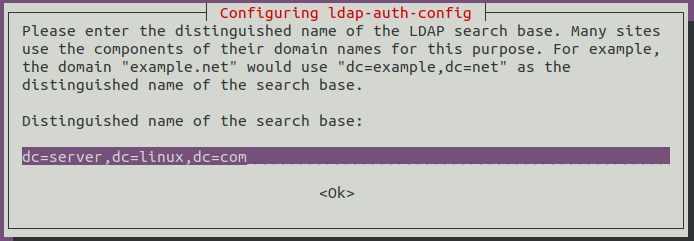 Configuring ldap-auth-config
Please enter the distinguished name of the LDAP search base. Many sites
use the components of their domain names for this purpose. For example,
the domain "example.net" would use "dc=example,dc=net" as the
distinguished name of the search base.
Distinguished name of the search base:
dc=server,dc=linux,dc=com
<Ok>